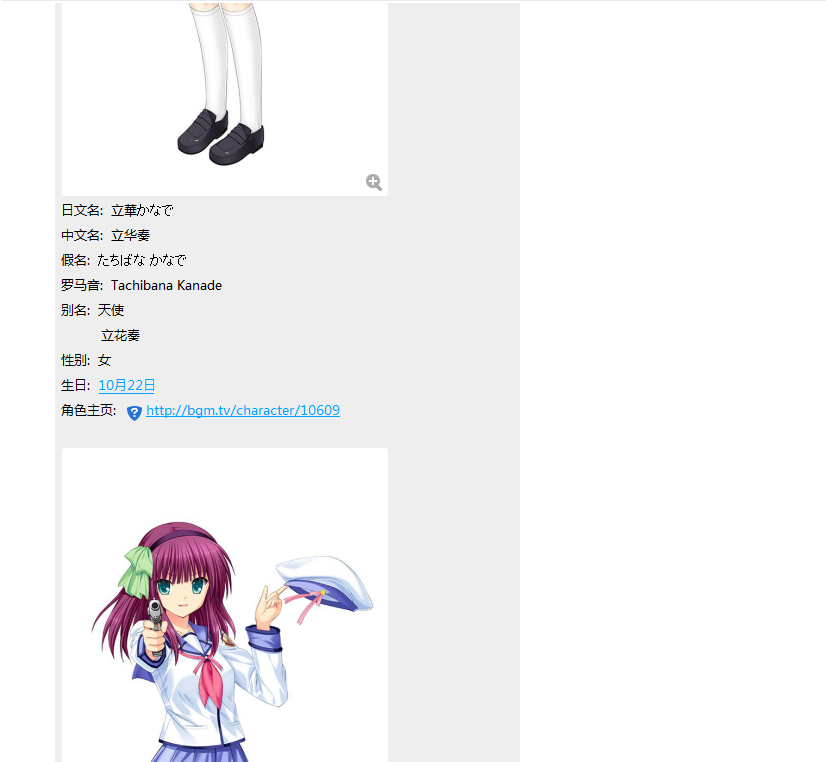 日文名: 立華かなで
中文名: 立华奏
假名: たちばな かなで
罗马音: Tachibana Kanade
别名: 天使
立花奏
性别: 女
生日: 10月22日
角色主页: http://bgm.tv/character/10609